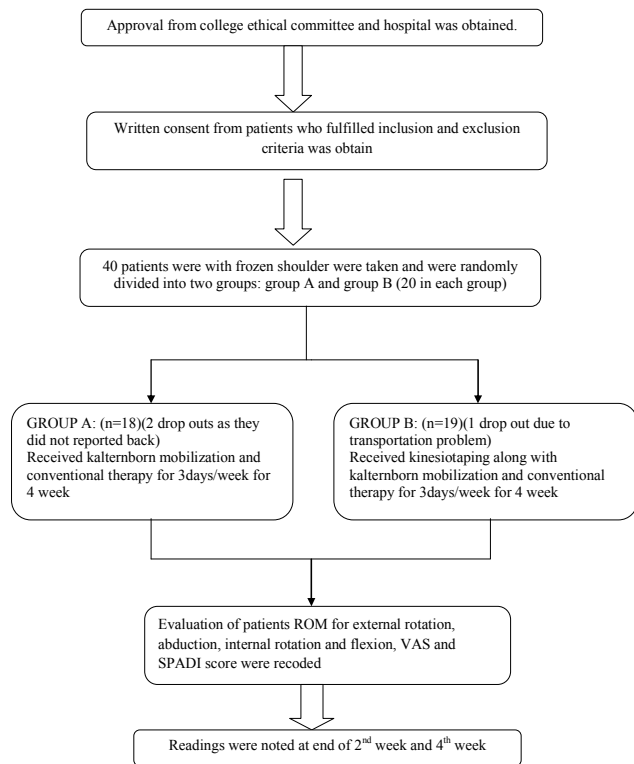 Approval from college ethical committee and hospital was obtained.
Written consent from patients who fulfilled inclusion and exclusion
criteria was obtain
40 patients were with frozen shoulder were taken and were randomly
divided into two groups: group A and group B (20 in each group)
GROUP A: (n=18)(2 drop outs as they
did not reported back)
Received kalternborn mobilization and
conventional therapy for 3days/week for
4 week
GROUP B: (n=19)(1 drop out due to
transportation problem)
Received kinesiotaping along with
kalternborn mobilization and conventional
therapy for 3days/week for 4 week
Evaluation of patients ROM for external rotation,
abduction, internal rotation and flexion, VAS and
SPADI score were recoded
Readings were noted at end of 2nd week and 4th week